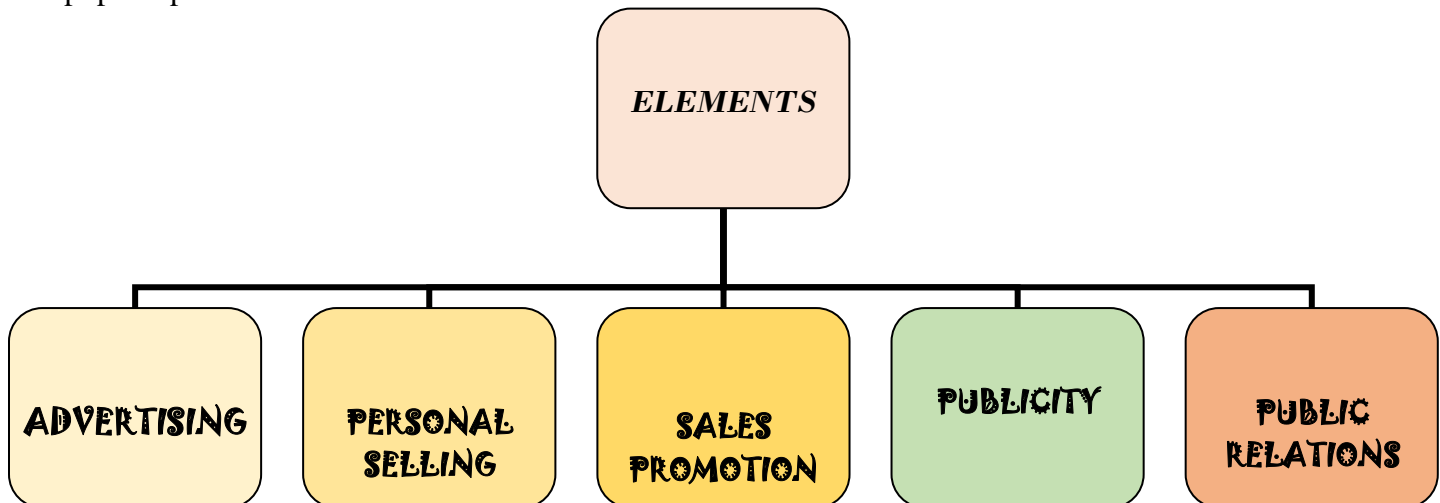 ELEMENTS
ADVERTISING
PERSONAL
SELLING
SALES
PROMOTION
PUBLICITY
PUBLIC
RELATIONS